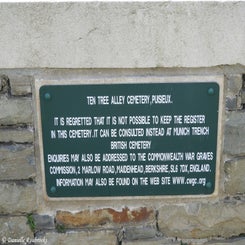 TEN TREE ALLEY CEMETERY, PUISIEUX.
IT IS REGRETTED THAT IT IS NOT POSSIBLE TO KEEP THE REGISTER
IN THIS CEMETERY. IT CAN BE CONSULTED INSTEAD AT MUNICH TRENCH
BRITISH CEMETERY
ENQUIRIES MAY ALSO BE ADDRESSED TO THE COMMONWEALTH WAR GRAVES
COMMISSION, 2 MARLOW ROAD, MAIDENHEAD, BERKSHIRE, SL6 7DX, ENGLAND.
INFORMATION MAY ALSO BE FOUND ON THE WEB SITE WWW.cwgc.org